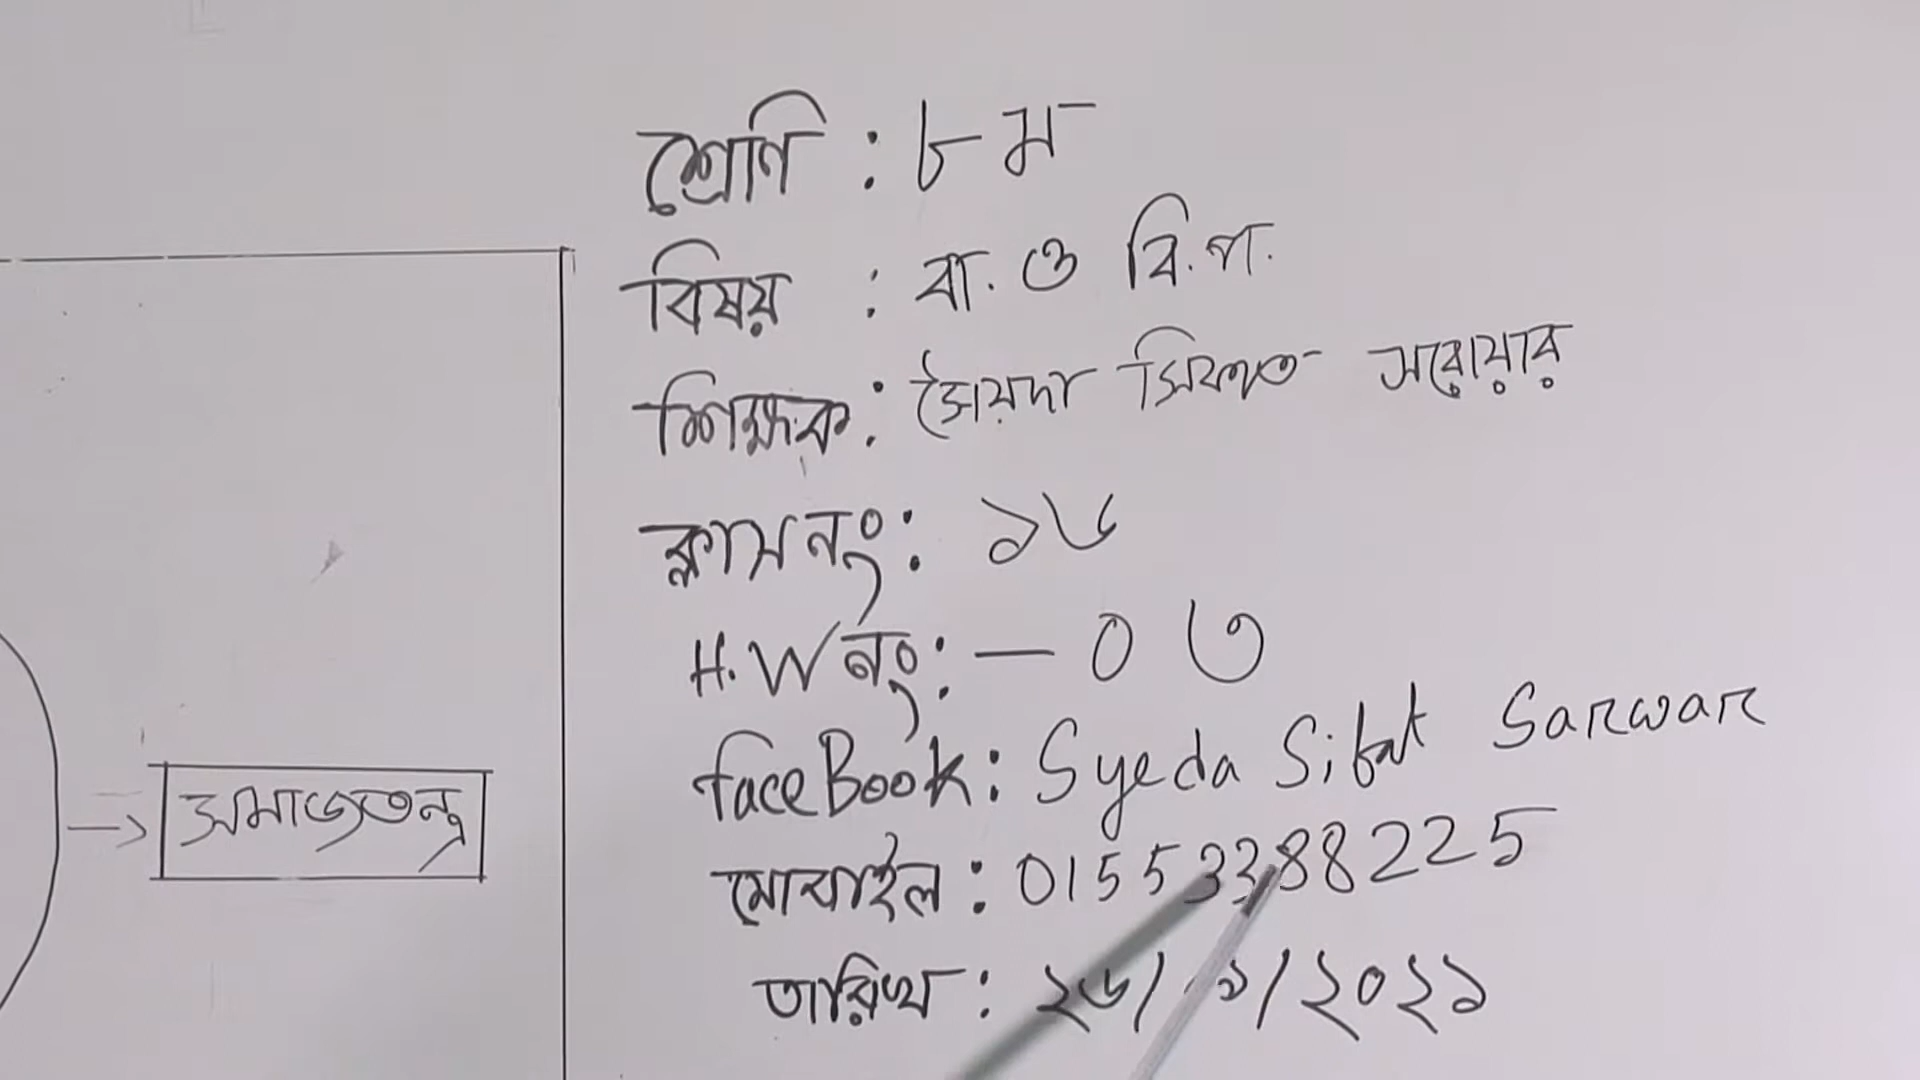 শ্রেণি : ৮ম
বিষয় : বা. ও বি.প.
শিক্ষক : সৈয়দা সিফাত সরোয়ার
ক্লাস নং : ১৬
H.W নং : — ০৩
faceBook : Syeda Sifat Sarwar
মোবাইল : 01553388225
তারিখ : ২৬/ /২০২১
সমাজতন্ত্র